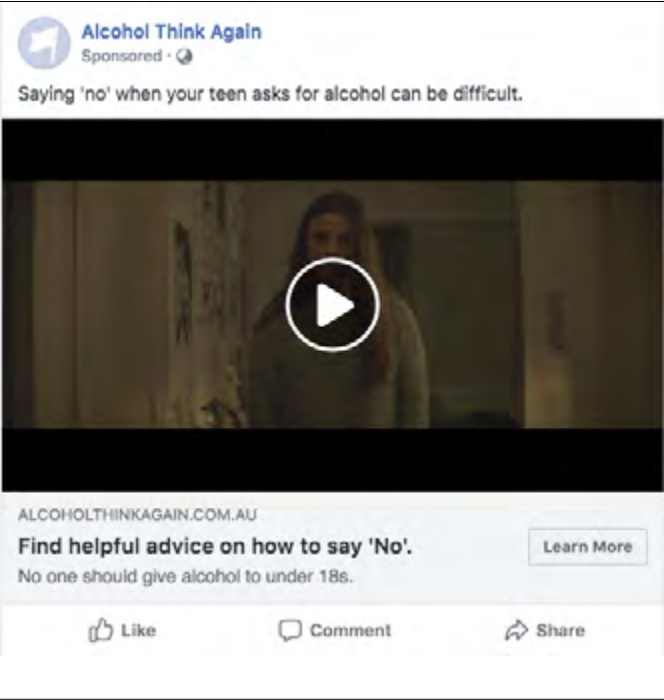 Alcohol Think Again
Sponsored ·
Saying 'no' when your teen asks for alcohol can be difficult.
ALCOHOLTHINKAGAIN.COM.AU
Find helpful advice on how to say 'No'.
Learn More
No one should give alcohol to under 18s.
Like
Comment
Share